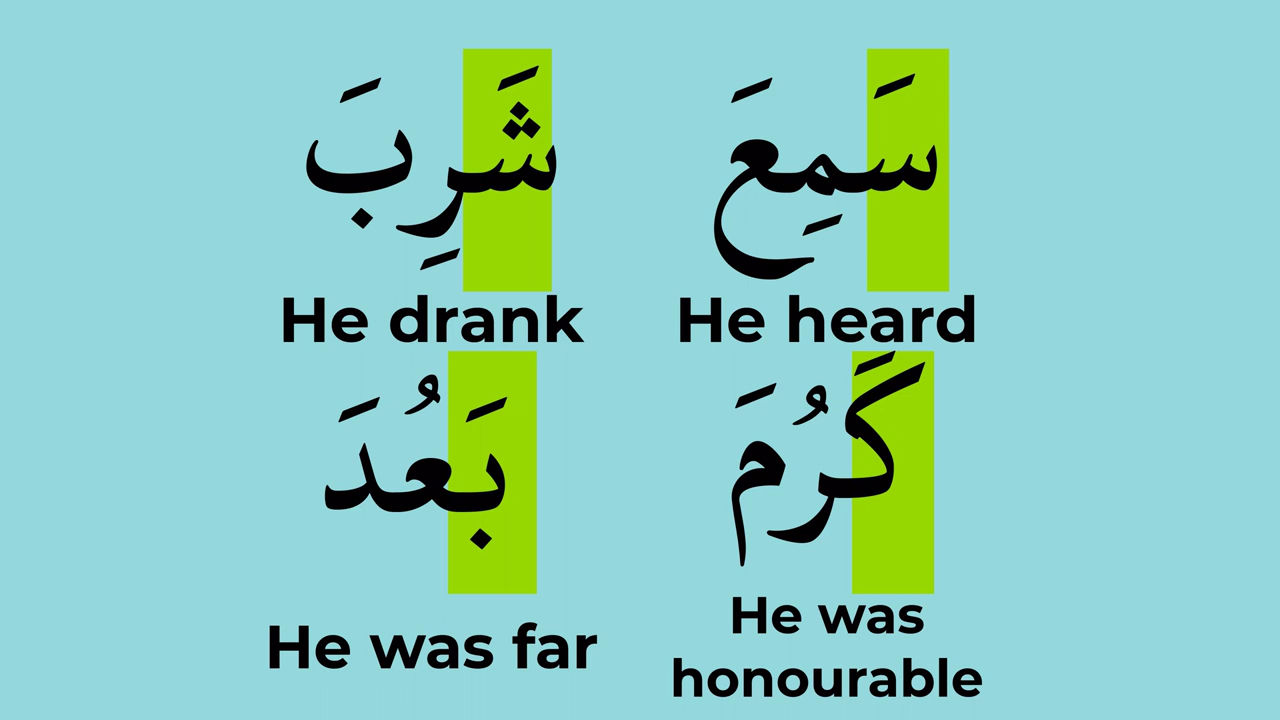 شَرِبَ
سَمِعَ
He drank
He heard
بَعُدَ
كَرُمَ
He was far
He was
honourable